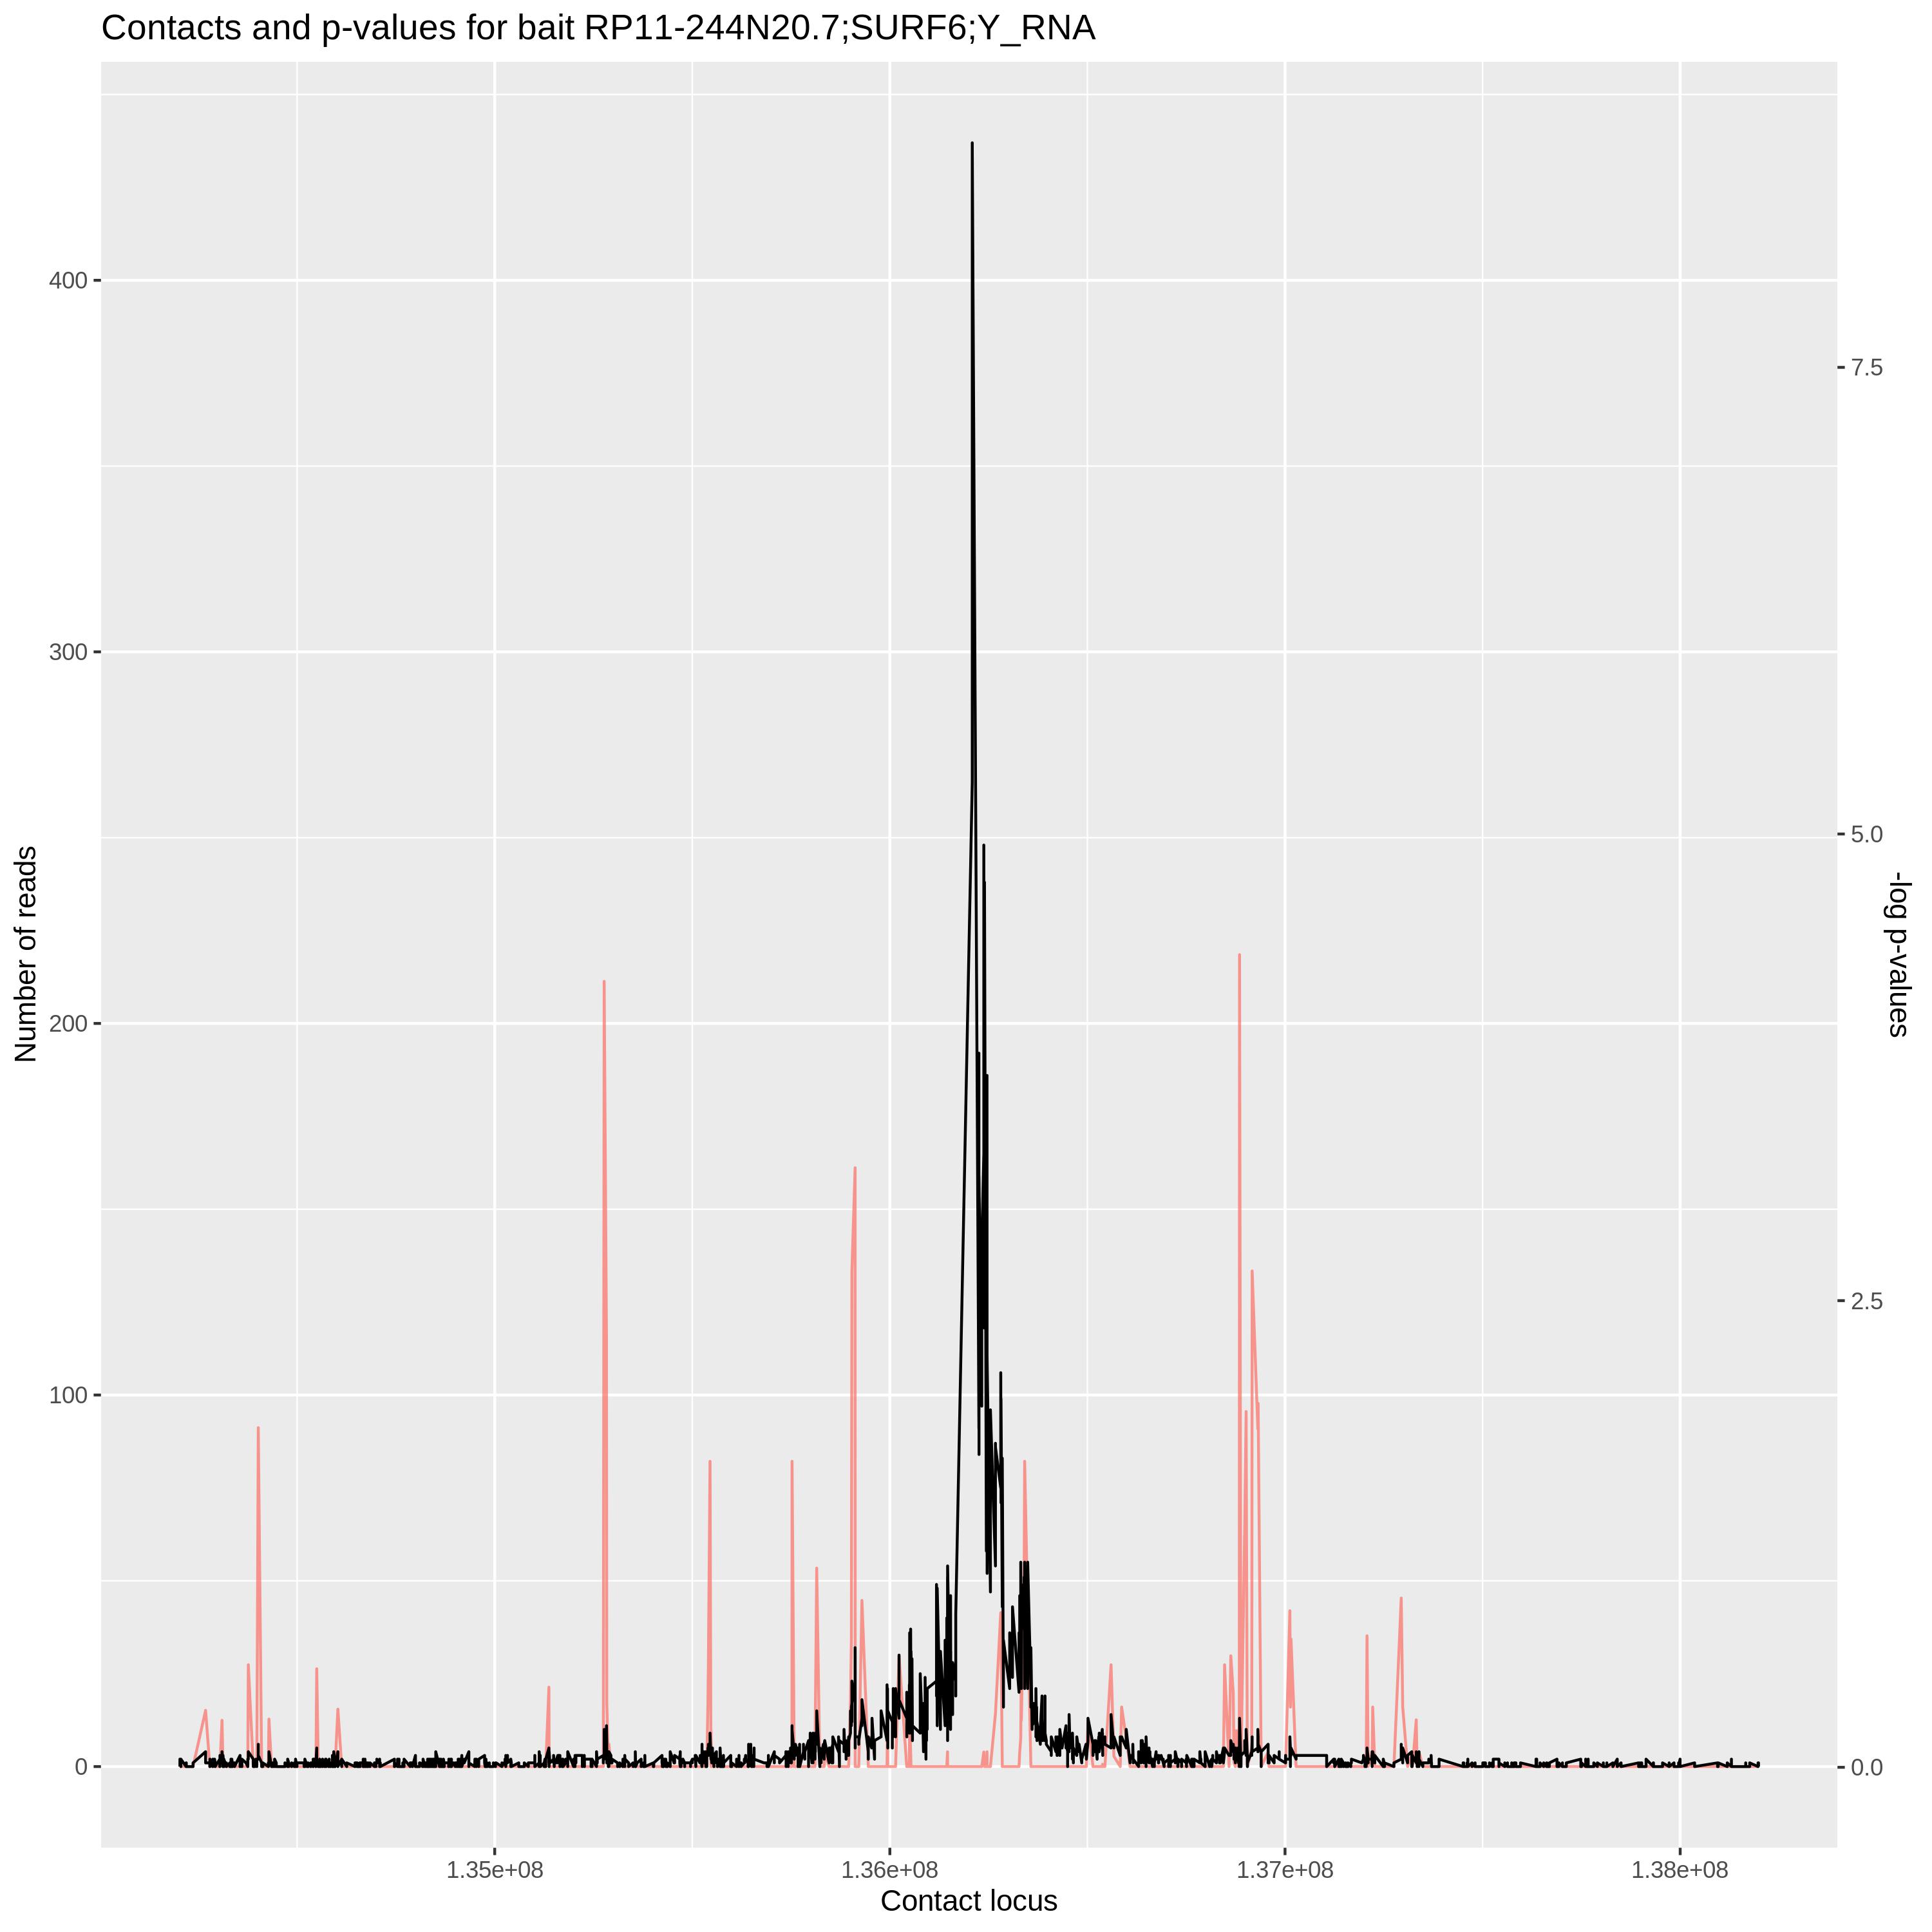 Contacts and p-values for bait RP11-244N20.7;SURF6;Y_RNA
400
300
200
100
0
Number of reads
7.5
5.0
2.5
0.0
-log p-values
1.35e+08
1.36e+08
1.37e+08
1.38e+08
Contact locus